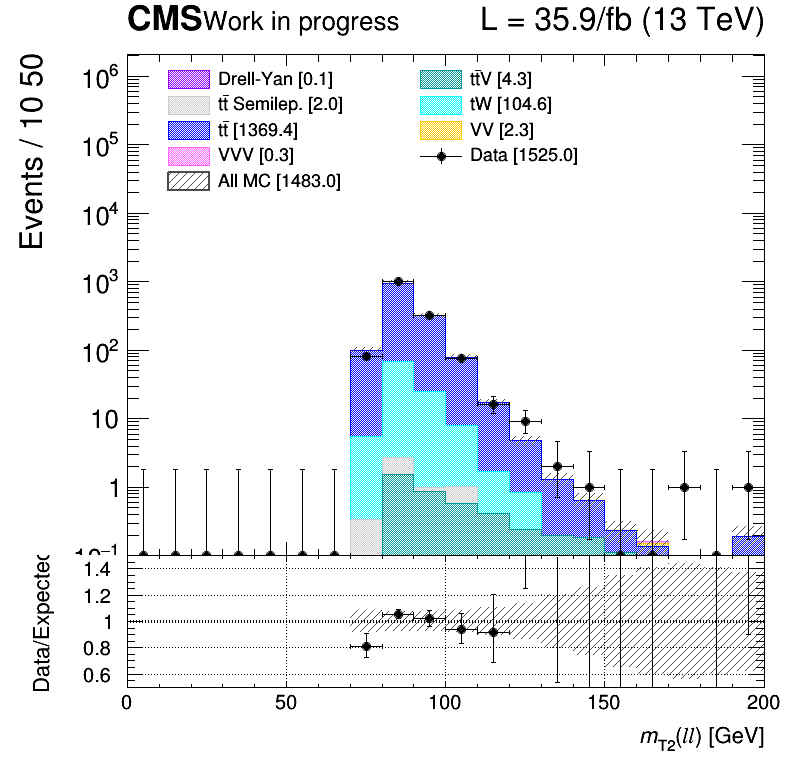 CMS Work in progress L = 35.9/fb (13 TeV)
Events / 10 50
Drell-Yan [0.1]
tt̄ Semilep. [2.0]
tt̄ [1369.4]
VVV [0.3]
All MC [1483.0]
tt̄V [4.3]
tW [104.6]
VV [2.3]
Data [1525.0]
10⁶
10⁵
10⁴
10³
10²
10
1
10⁻¹
Data/Expected
1.4
1.2
1
0.8
0.6
0 50 100 150 200
m_T2(ll) [GeV]